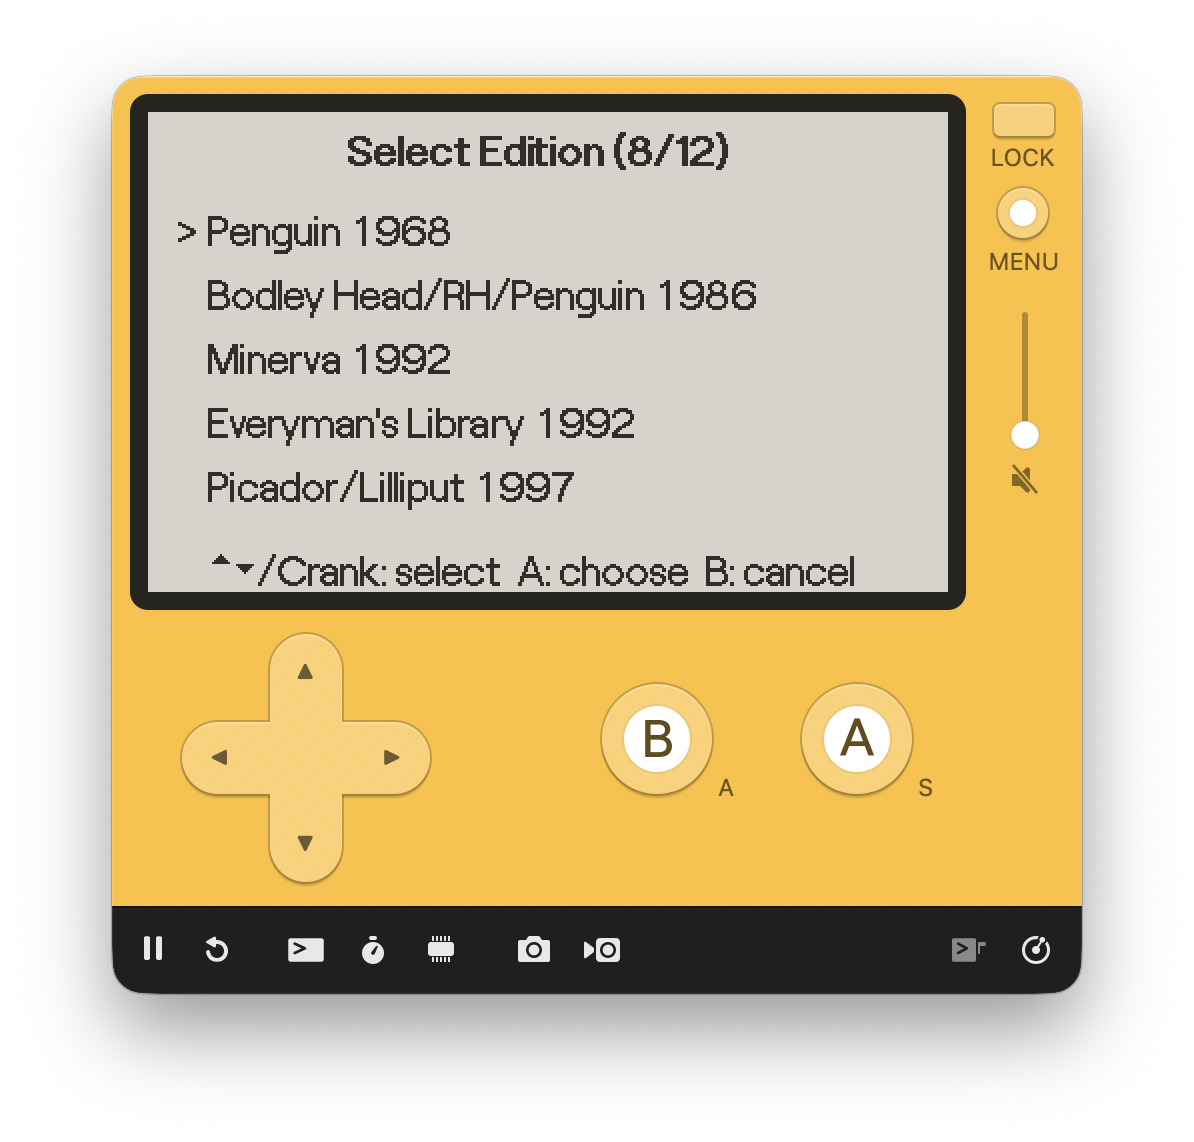 Select Edition (8/12)
> Penguin 1968
Bodley Head/RH/Penguin 1986
Minerva 1992
Everyman's Library 1992
Picador/Lilliput 1997
/Crank: select A: choose B: cancel
LOCK
MENU
B
A
A
S